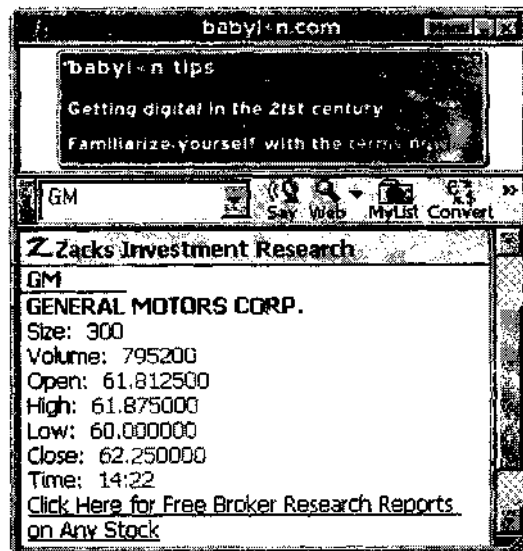 babyl•n.com
babyl•n tips
Getting digital in the 21st century
Familiarize yourself with the terms now
GM
Say Web MyList Convert
Zacks Investment Research
GM
GENERAL MOTORS CORP.
Size: 300
Volume: 795200
Open: 61.812500
High: 61.875000
Low: 60.000000
Close: 62.250000
Time: 14:22
Click Here for Free Broker Research Reports
on Any Stock